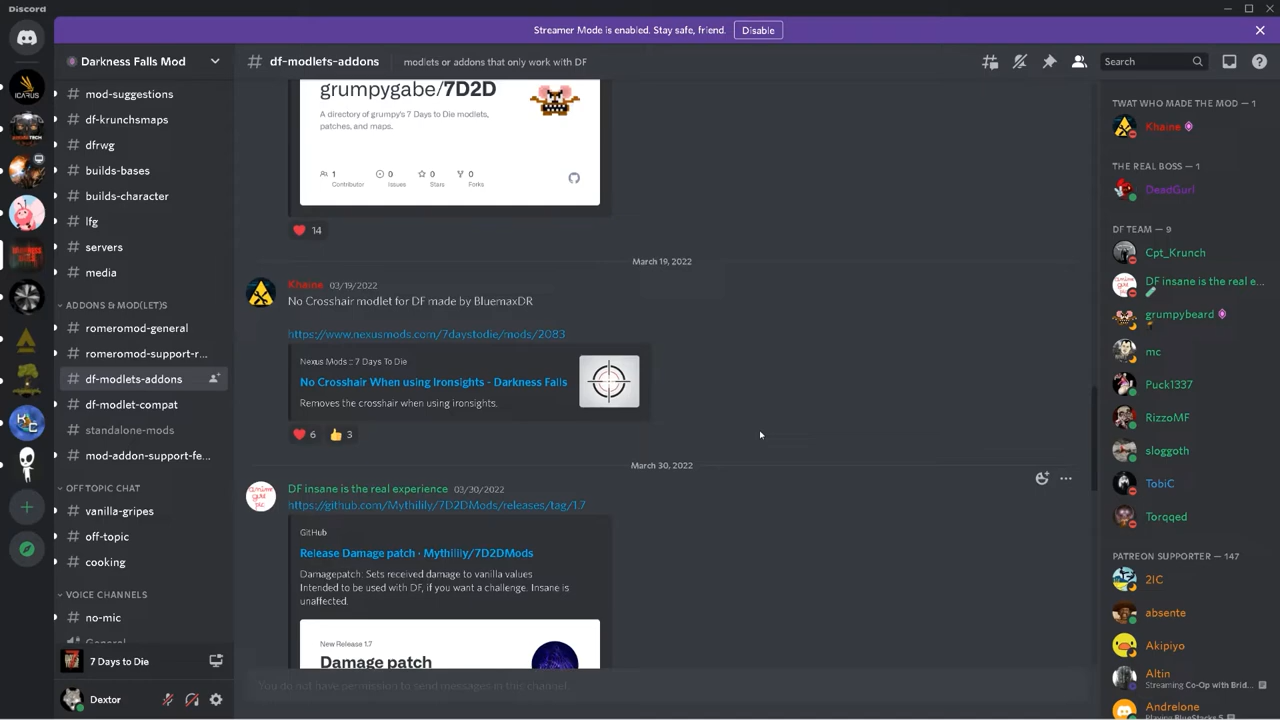 Discord
Streamer Mode is enabled. Stay safe, friend.
Disable
Darkness Falls Mod
df-modlets-addons
modlets or addons that only work with DF
Search
mod-suggestions
df-krunchsmaps
dfrwg
builds-bases
builds-character
lfg
servers
media
ADDONS & MOD(LET)S
romeromod-general
romeromod-support-r...
df-modlets-addons
df-modlet-compat
standalone-mods
mod-addon-support-fe...
OFF TOPIC CHAT
vanilla-gripes
off-topic
cooking
VOICE CHANNELS
no-mic
General
7 Days to Die
Dextor
grumpygabe/7D2D
A directory of grumpy's 7 Days to Die modlets,
patches, and maps.
1
Contributor
0
Issues
0
Stars
0
Forks
14
March 19, 2022
Khaine 03/19/2022
No Crosshair modlet for DF made by BluemaxDR
https://www.nexusmods.com/7daystodie/mods/2083
Nexus Mods :: 7 Days To Die
No Crosshair When using Ironsights - Darkness Falls
Removes the crosshair when using ironsights.
6
3
March 30, 2022
DF insane is the real experience 03/30/2022
https://github.com/Mythilily/7D2DMods/releases/tag/1.7
GitHub
Release Damage patch · Mythilily/7D2DMods
Damagepatch: Sets received damage to vanilla values
Intended to be used with DF, if you want a challenge. Insane is
unaffected.
New Release 1.7
Damage patch
You do not have permission to send messages in this channel.
TWAT WHO MADE THE MOD — 1
Khaine
THE REAL BOSS — 1
DeadGurl
DF TEAM — 9
Cpt_Krunch
DF insane is the real e...
grumpybeard
mc
Puck1337
RizzoMF
sloggoth
TobiC
Torqqed
PATREON SUPPORTER — 147
2IC
absente
Akipiyo
Altin
Streaming Co-Op with Brid...
Andrelone
Playing BlueStacks 5
ICARUS